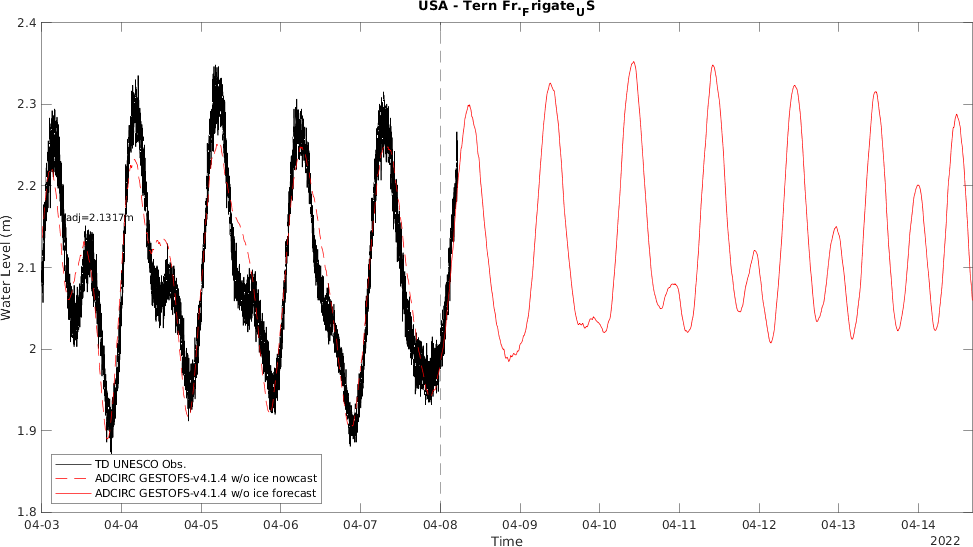 USA - Tern Fr.FrigateUS
2.4
2.3
2.2
2.1
2
1.9
1.8
Water Level (m)
adj=2.1317m
TD UNESCO Obs.
ADCIRC GESTOFS-v4.1.4 w/o ice nowcast
ADCIRC GESTOFS-v4.1.4 w/o ice forecast
04-03 04-04 04-05 04-06 04-07 04-08 04-09 04-10 04-11 04-12 04-13 04-14
Time
2022